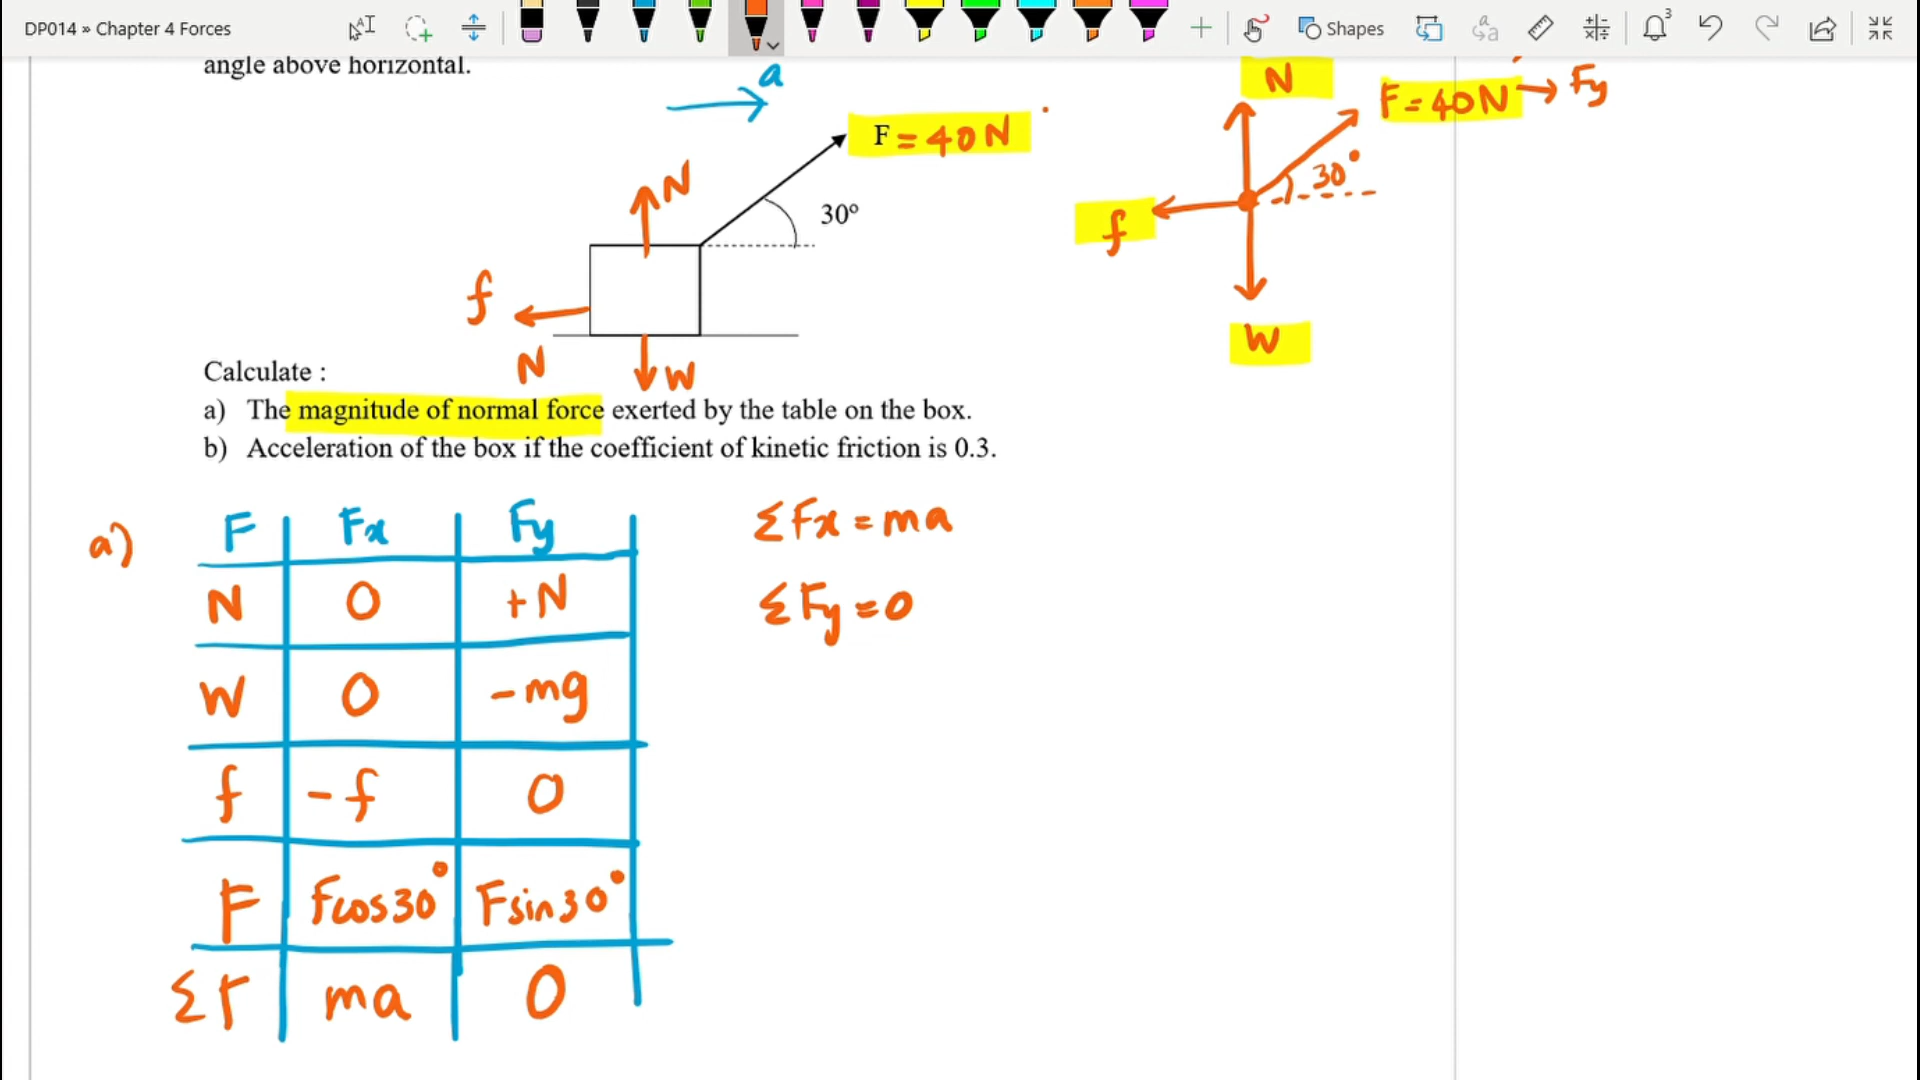 DP014 » Chapter 4 Forces
Shapes
3
angle above horizontal.
a
N
F = 40N → Fy
F = 40N
N
30°
30°
f
f
N
W
W
Calculate :
a) The magnitude of normal force exerted by the table on the box.
b) Acceleration of the box if the coefficient of kinetic friction is 0.3.
a)
F Fx Fy
N 0 +N
W 0 -mg
f -f 0
F Fcos30° Fsin30°
ΣF ma 0
ΣFx = ma
ΣFy = 0